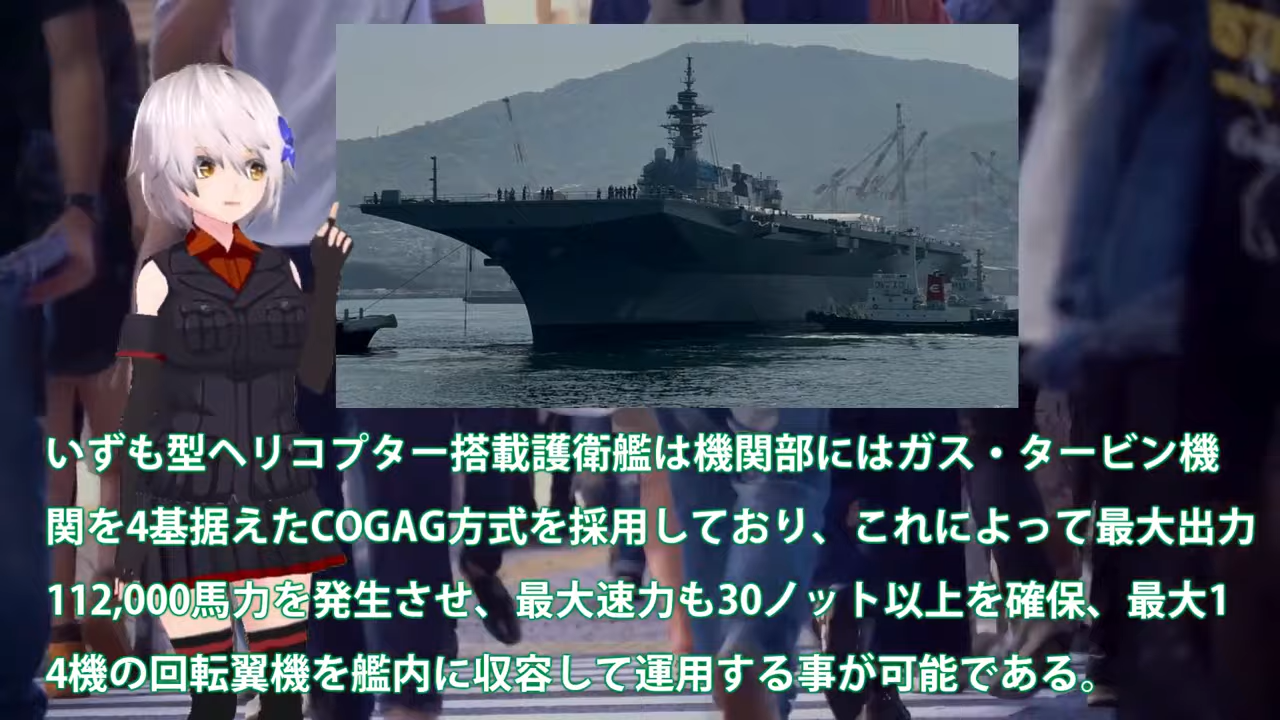 いずも型ヘリコプター搭載護衛艦は機関部にはガス・タービン機
関を4基据えたCOGAG方式を採用しており、これによって最大出力
112,000馬力を発生させ、最大速力も30ノット以上を確保、最大1
4機の回転翼機を艦内に収容して運用する事が可能である。